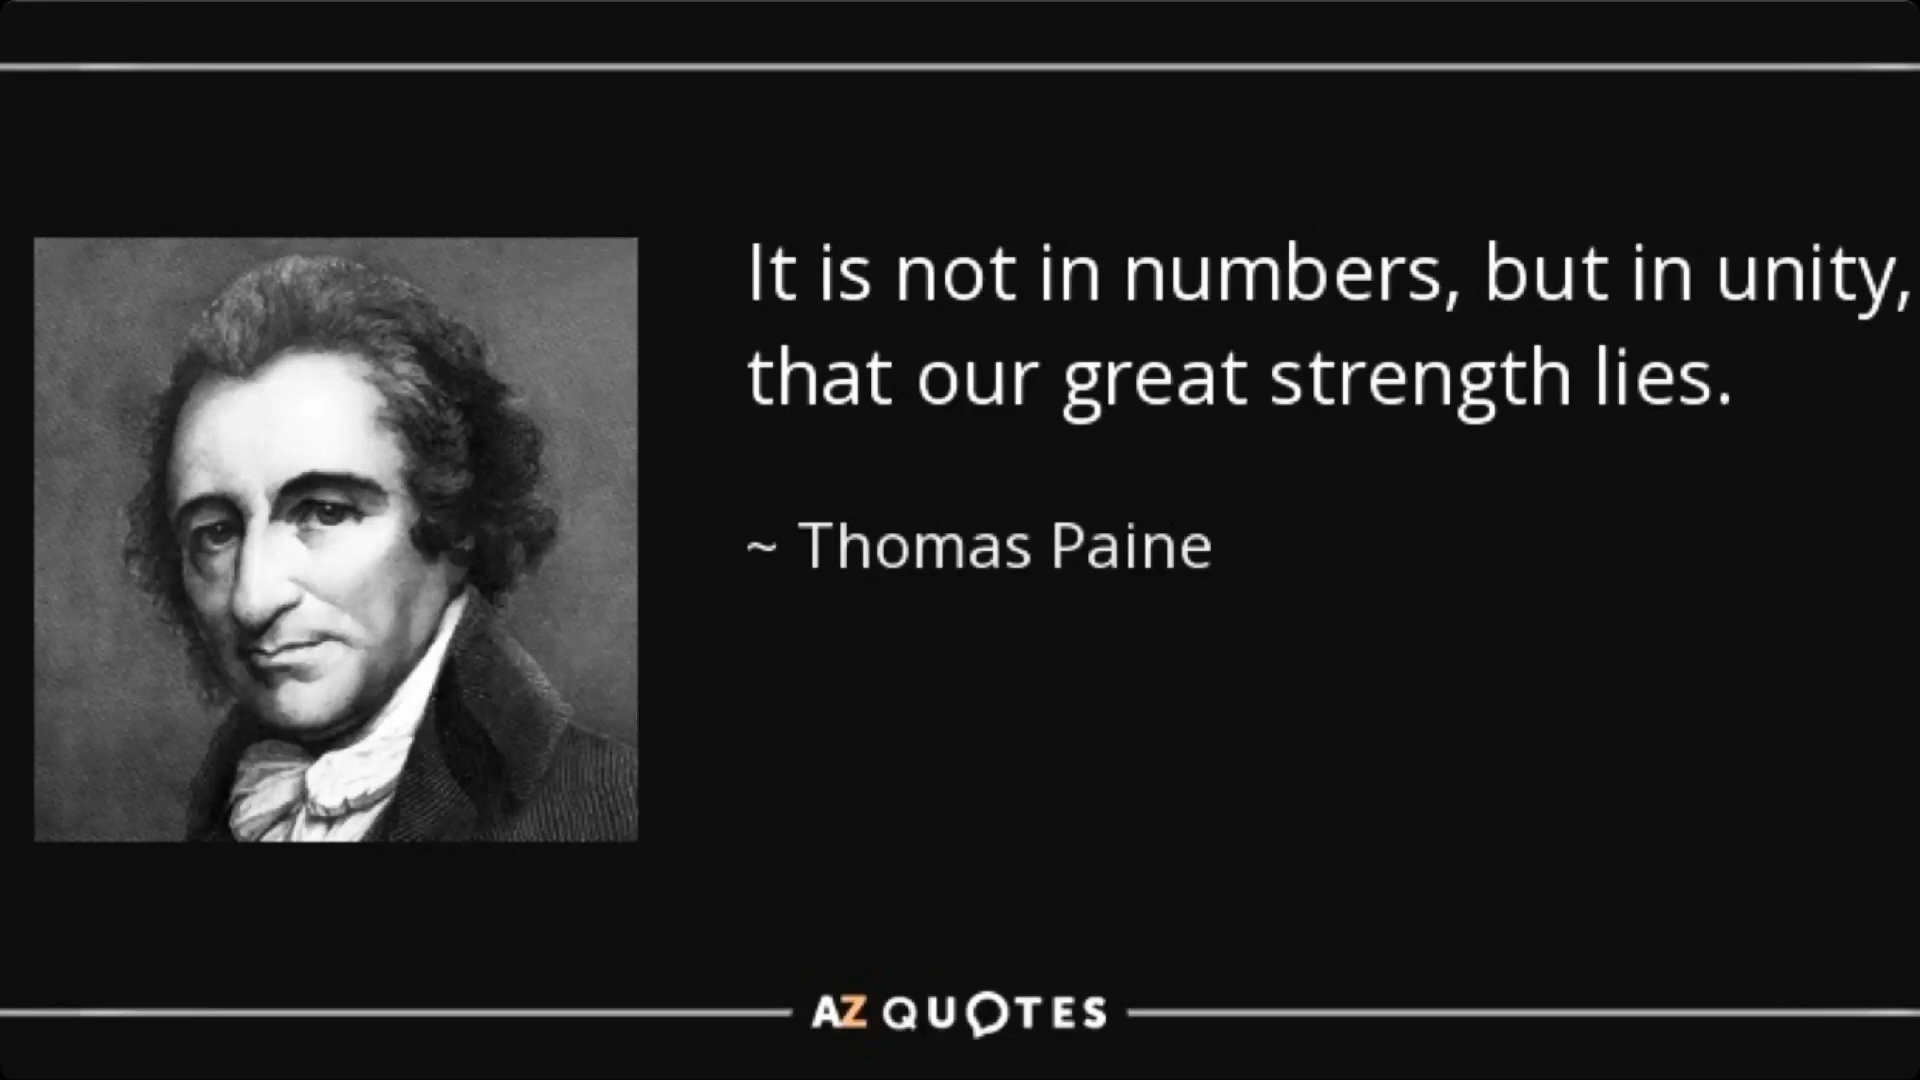 It is not in numbers, but in unity,
that our great strength lies.
~ Thomas Paine
AZ QUOTES